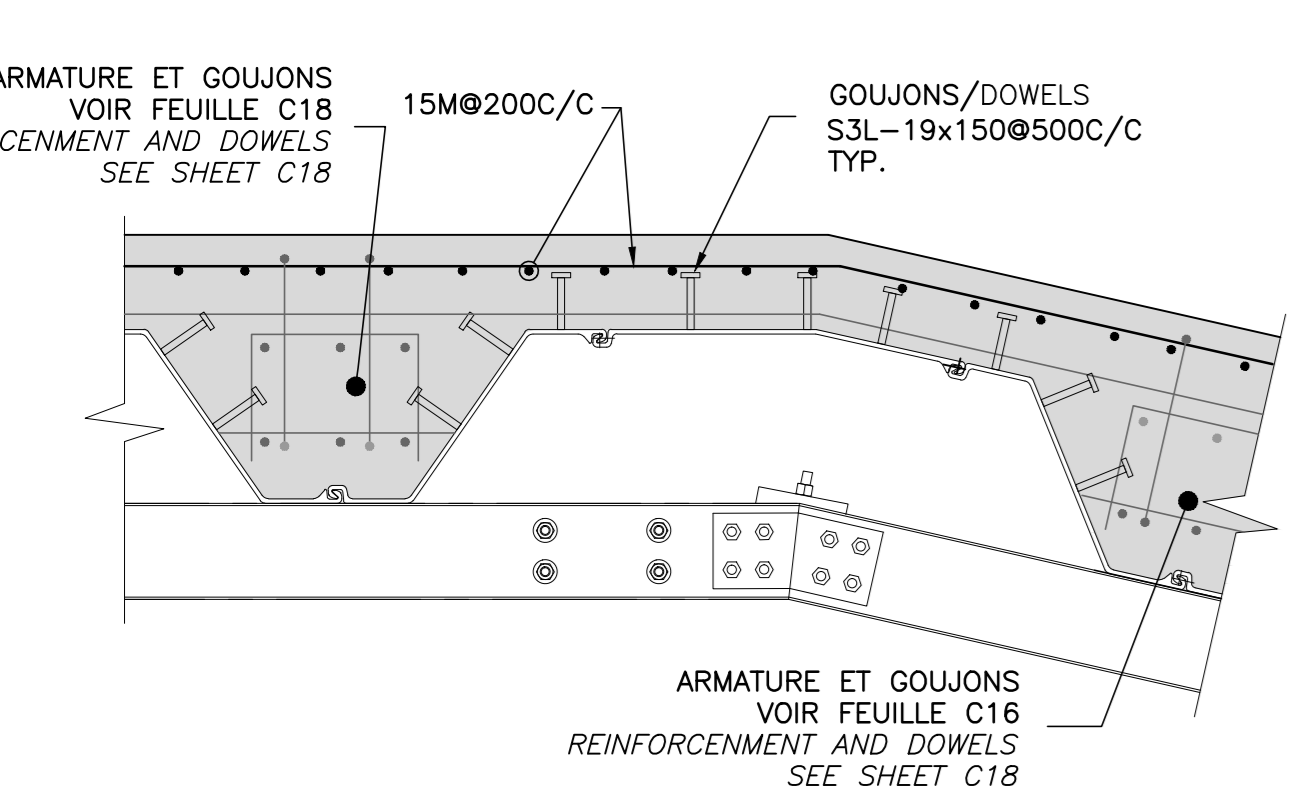 ARMATURE ET GOUJONS
VOIR FEUILLE C18
CENMENT AND DOWELS
SEE SHEET C18
15M@200C/C
GOUJONS/DOWELS
S3L-19x150@500C/C
TYP.
ARMATURE ET GOUJONS
VOIR FEUILLE C16
REINFORCENMENT AND DOWELS
SEE SHEET C18